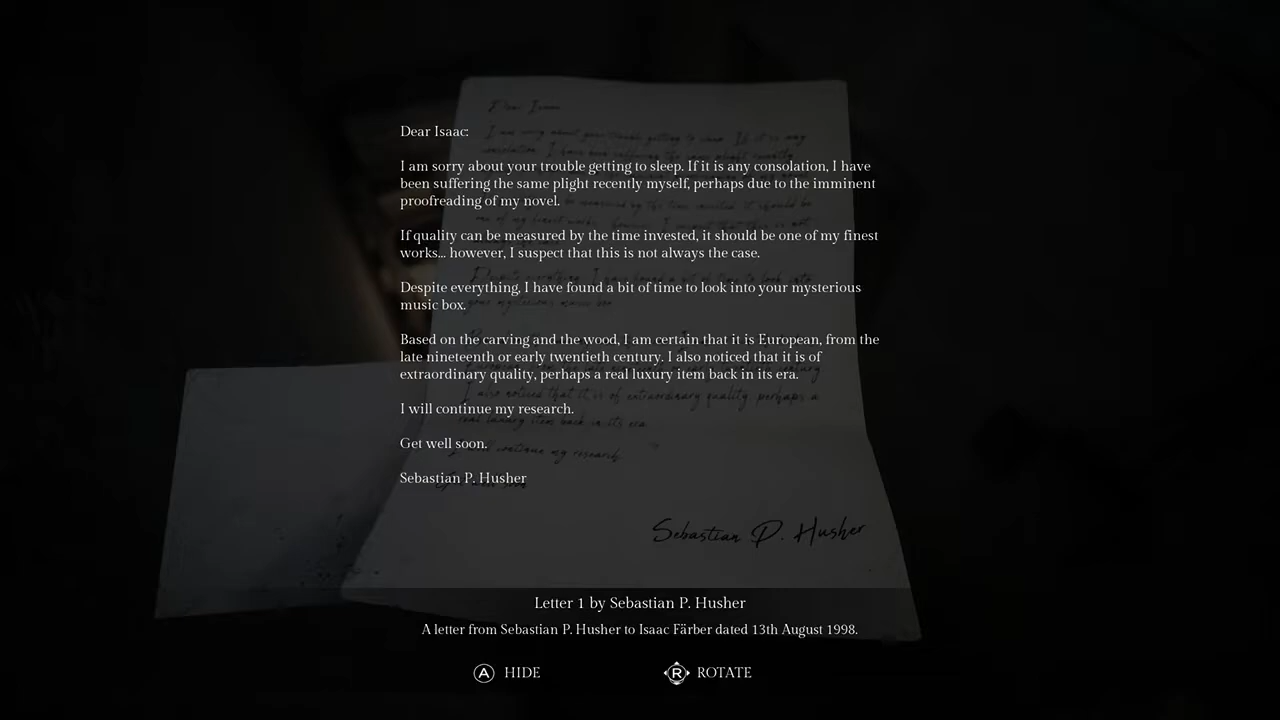 Dear Isaac:
I am sorry about your trouble getting to sleep. If it is any consolation, I have
been suffering the same plight recently myself, perhaps due to the imminent
proofreading of my novel.
If quality can be measured by the time invested, it should be one of my finest
works... however, I suspect that this is not always the case.
Despite everything, I have found a bit of time to look into your mysterious
music box.
Based on the carving and the wood, I am certain that it is European, from the
late nineteenth or early twentieth century. I also noticed that it is of
extraordinary quality, perhaps a real luxury item back in its era.
I will continue my research.
Get well soon.
Sebastian P. Husher
Sebastian P. Husher
Letter 1 by Sebastian P. Husher
A letter from Sebastian P. Husher to Isaac Färber dated 13th August 1998.
A HIDE
R ROTATE